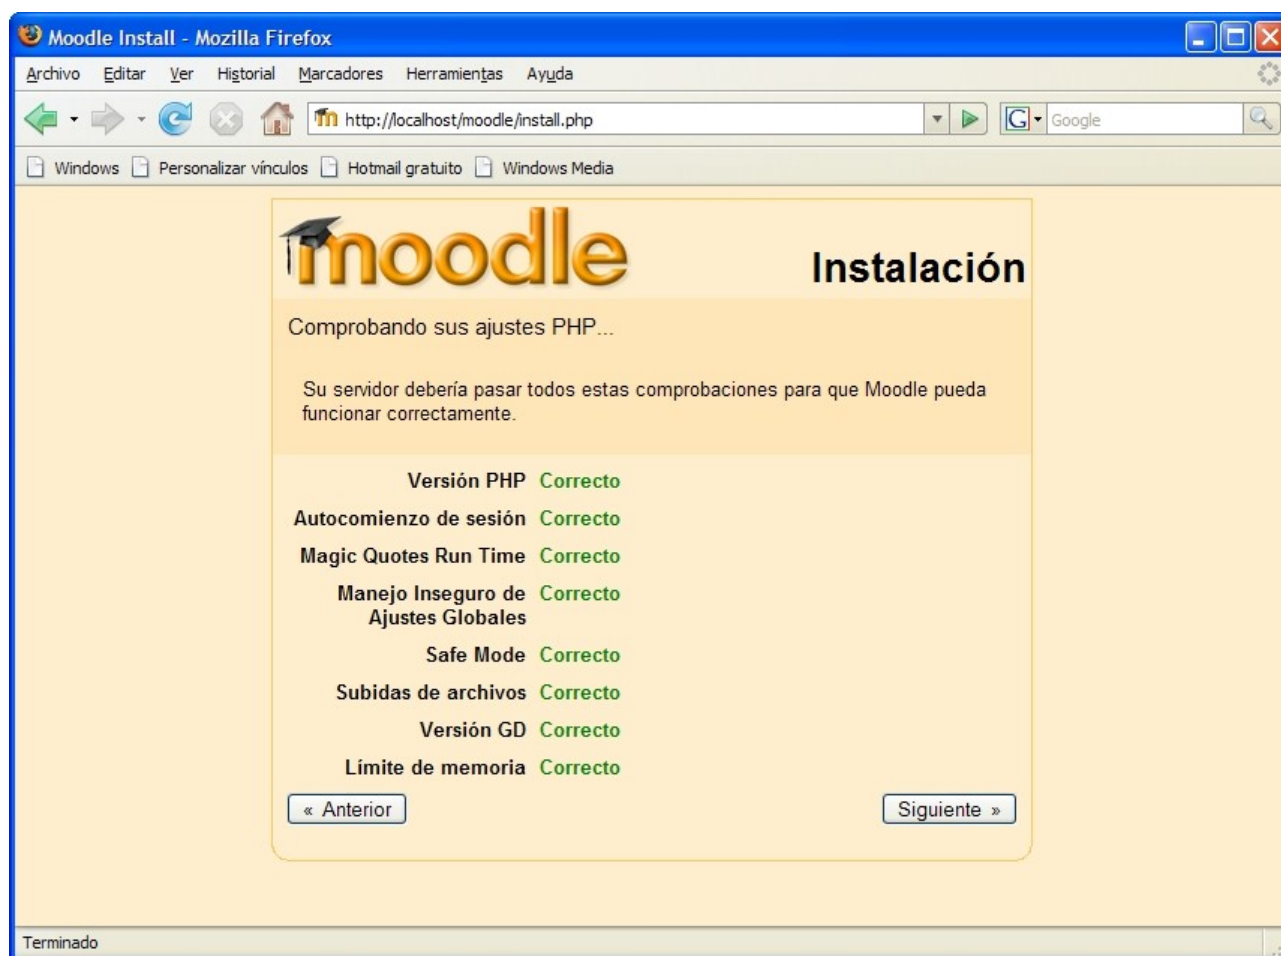 Moodle Install - Mozilla Firefox
Archivo Editar Ver Historial Marcadores Herramientas Ayuda
http://localhost/moodle/install.php
G Google
Windows Personalizar vínculos Hotmail gratuito Windows Media
moodle
Instalación
Comprobando sus ajustes PHP...
Su servidor debería pasar todos estas comprobaciones para que Moodle pueda
funcionar correctamente.
Versión PHP Correcto
Autocomienzo de sesión Correcto
Magic Quotes Run Time Correcto
Manejo Inseguro de Correcto
Ajustes Globales
Safe Mode Correcto
Subidas de archivos Correcto
Versión GD Correcto
Límite de memoria Correcto
« Anterior
Siguiente »
Terminado